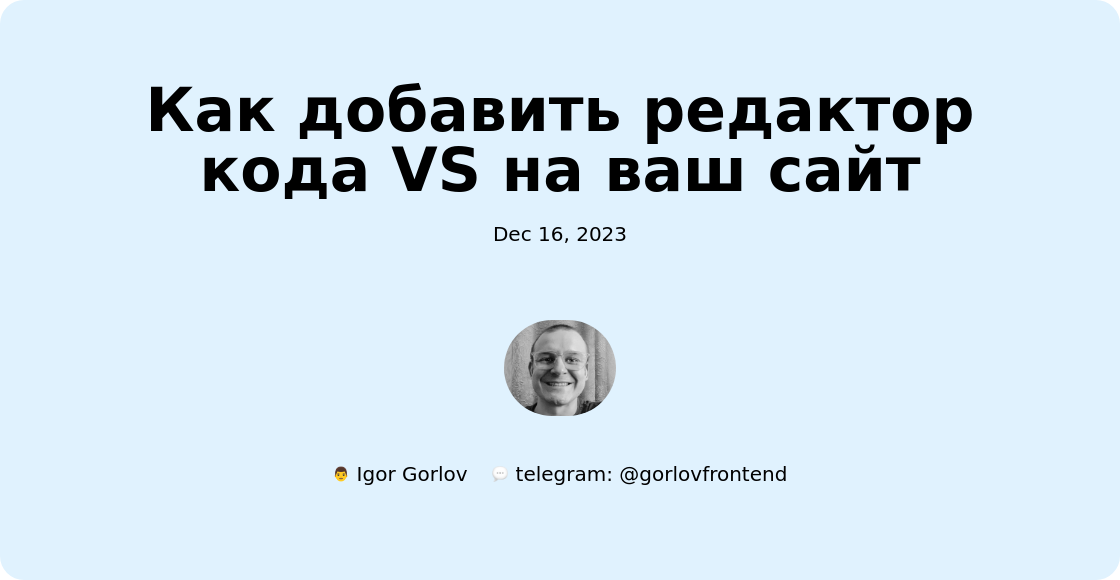 Как добавить редактор
кода VS на ваш сайт
Dec 16, 2023
Igor Gorlov telegram: @gorlovfrontend